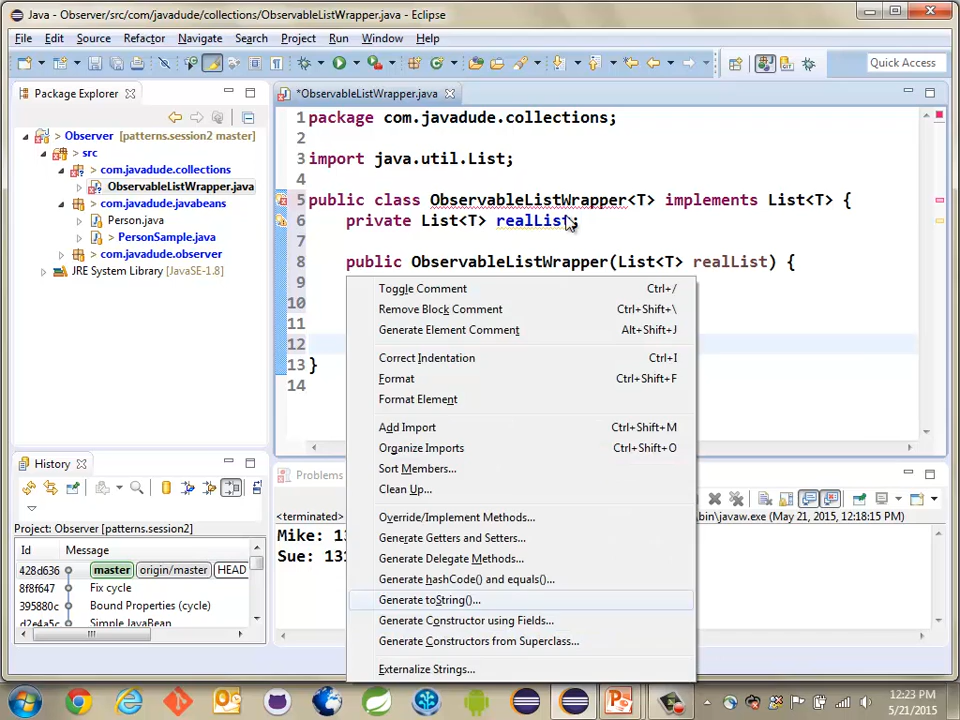 Java - Observer/src/com/javadude/collections/ObservableListWrapper.java - Eclipse
File Edit Source Refactor Navigate Search Project Run Window Help
Quick Access
Package Explorer
*ObservableListWrapper.java
> Observer [patterns.session2 master]
> src
> com.javadude.collections
ObservableListWrapper.java
> com.javadude.javabeans
Person.java
> PersonSample.java
> com.javadude.observer
JRE System Library [JavaSE-1.8]
1 package com.javadude.collections;
2
3 import java.util.List;
4
5 public class ObservableListWrapper<T> implements List<T> {
6 private List<T> realList;
7
8 public ObservableListWrapper(List<T> realList) {
9
10
11
12
13 }
14
Toggle Comment Ctrl+/
Remove Block Comment Ctrl+Shift+\
Generate Element Comment Alt+Shift+J
Correct Indentation Ctrl+I
Format Ctrl+Shift+F
Format Element
Add Import Ctrl+Shift+M
Organize Imports Ctrl+Shift+O
Sort Members...
Clean Up...
Override/Implement Methods...
Generate Getters and Setters...
Generate Delegate Methods...
Generate hashCode() and equals()...
Generate toString()...
Generate Constructor using Fields...
Generate Constructors from Superclass...
Externalize Strings...
History
Project: Observer [patterns.session2]
Id Message
428d636 master origin/master HEAD
8f8f647 Fix cycle
395880c Bound Properties (cycle)
d2e4a5c Simple JavaBean
Problems
<terminated> \bin\javaw.exe (May 21, 2015, 12:18:15 PM)
Mike: 13
Sue: 131
12:23 PM
5/21/2015